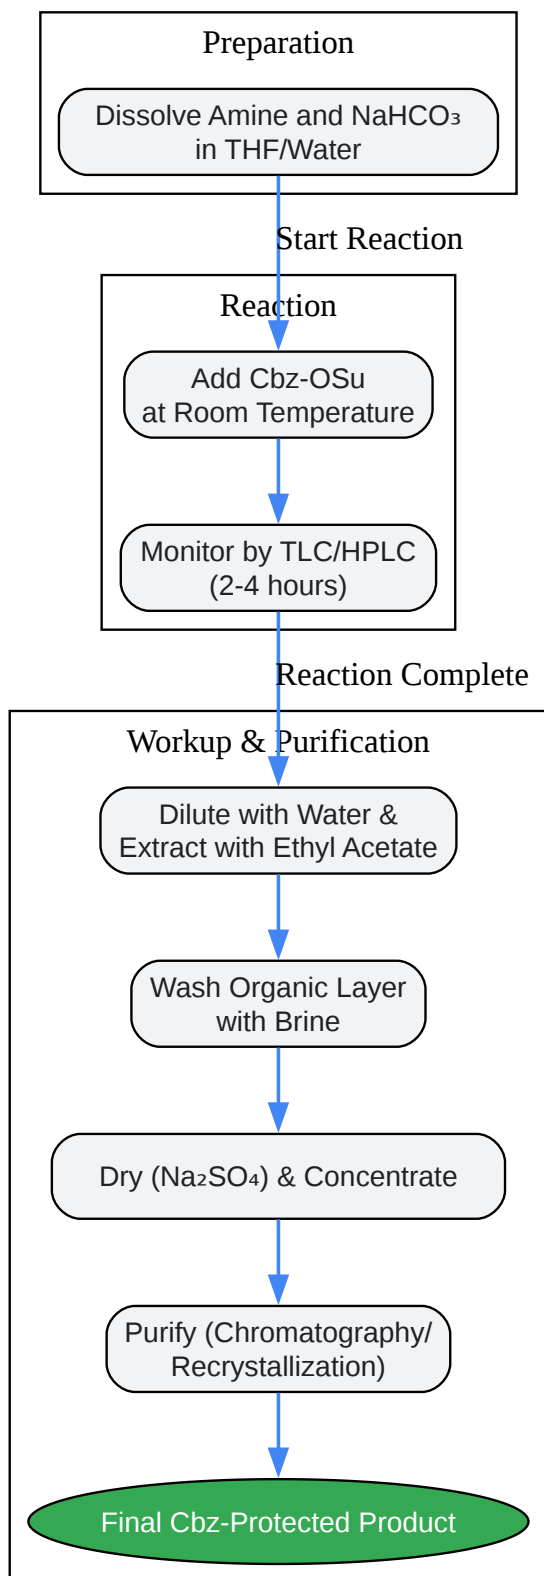 Preparation
Dissolve Amine and NaHCO₃
in THF/Water
Start Reaction
Reaction
Add Cbz-OSu
at Room Temperature
Monitor by TLC/HPLC
(2-4 hours)
Reaction Complete
Workup & Purification
Dilute with Water &
Extract with Ethyl Acetate
Wash Organic Layer
with Brine
Dry (Na₂SO₄) & Concentrate
Purify (Chromatography/
Recrystallization)
Final Cbz-Protected Product